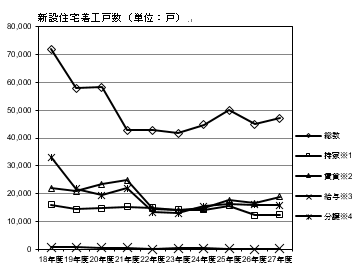 新設住宅着工戸数（単位：戸）
80,000
70,000
60,000
50,000
40,000
30,000
20,000
10,000
0
18年度 19年度 20年度 21年度 22年度 23年度 24年度 25年度 26年度 27年度
総数
持家※1
賃貸※2
給与※3
分譲※4